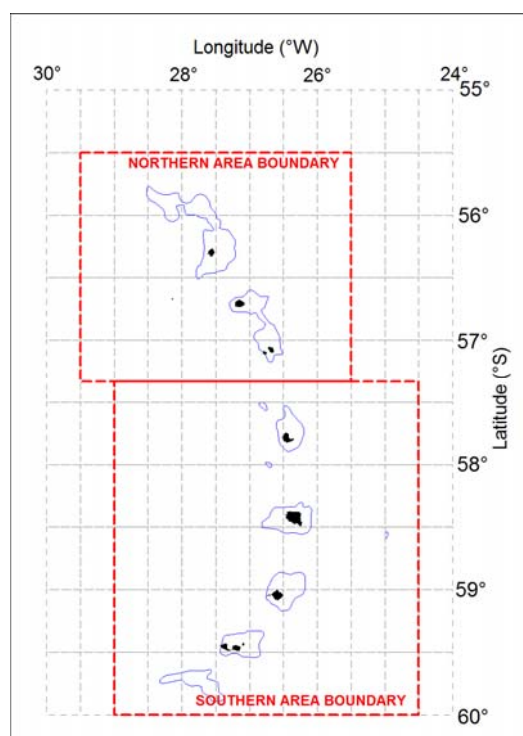 Longitude (°W)
30° 28° 26° 24°
55°
NORTHERN AREA BOUNDARY
56°
57°
Latitude (°S)
58°
59°
SOUTHERN AREA BOUNDARY
60°